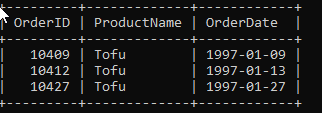 +---------+-------------+------------+
| OrderID | ProductName | OrderDate  |
+---------+-------------+------------+
|   10409 | Tofu        | 1997-01-09 |
|   10412 | Tofu        | 1997-01-13 |
|   10427 | Tofu        | 1997-01-27 |
+---------+-------------+------------+